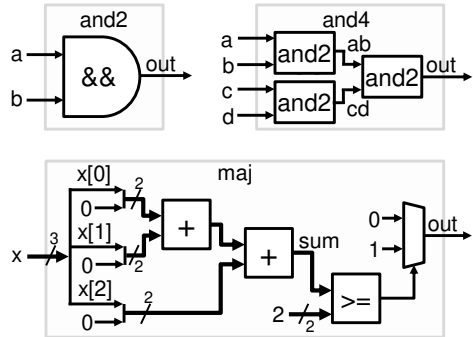 and2
a
b
&&
out
and4
a
b
c
d
and2
and2
ab
cd
and2
out
maj
x
3
x[0]
0
2
x[1]
0
2
x[2]
0
2
+
+
sum
2
2
>=
0
1
out